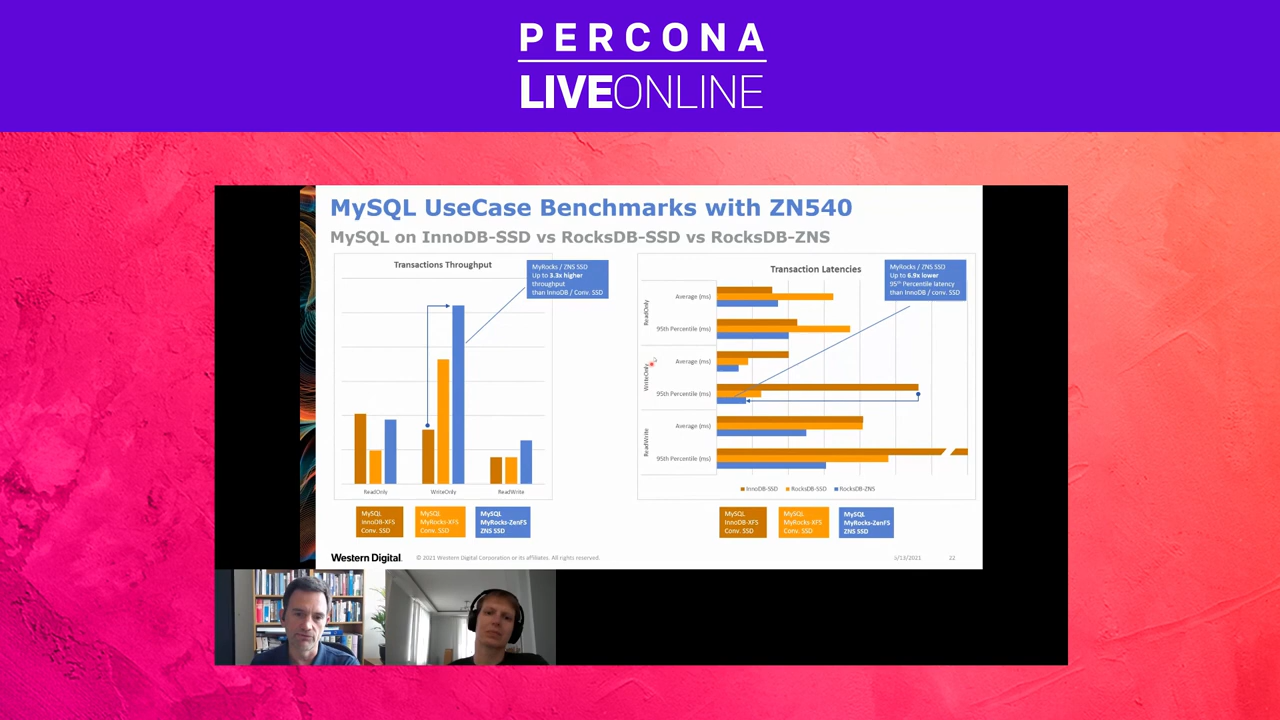 PERCONA
LIVEONLINE
MySQL UseCase Benchmarks with ZN540
MySQL on InnoDB-SSD vs RocksDB-SSD vs RocksDB-ZNS
Transactions Throughput
MyRocks / ZNS SSD
Up to 3.3x higher
throughput
than InnoDB / Conv. SSD
ReadOnly
WriteOnly
ReadWrite
MySQL
InnoDB-XFS
Conv. SSD
MySQL
MyRocks-XFS
Conv. SSD
MySQL
MyRocks-ZenFS
ZNS SSD
Transaction Latencies
MyRocks / ZNS SSD
Up to 6.9x lower
95th Percentile latency
than InnoDB / conv. SSD
ReadOnly
Average (ms)
95th Percentile (ms)
WriteOnly
Average (ms)
95th Percentile (ms)
ReadWrite
Average (ms)
95th Percentile (ms)
InnoDB-SSD RocksDB-SSD RocksDB-ZNS
MySQL
InnoDB-XFS
Conv. SSD
MySQL
MyRocks-XFS
Conv. SSD
MySQL
MyRocks-ZenFS
ZNS SSD
Western Digital.
© 2021 Western Digital Corporation or its affiliates. All rights reserved.
5/13/2021
22